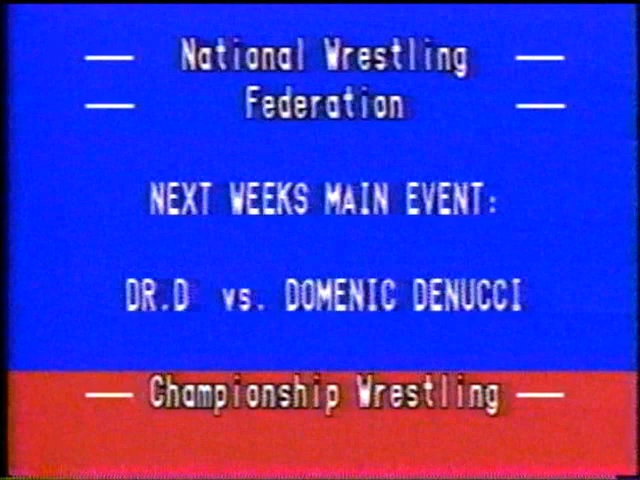 National Wrestling
Federation
NEXT WEEKS MAIN EVENT:
DR.D vs. DOMENIC DENUCCI
Championship Wrestling